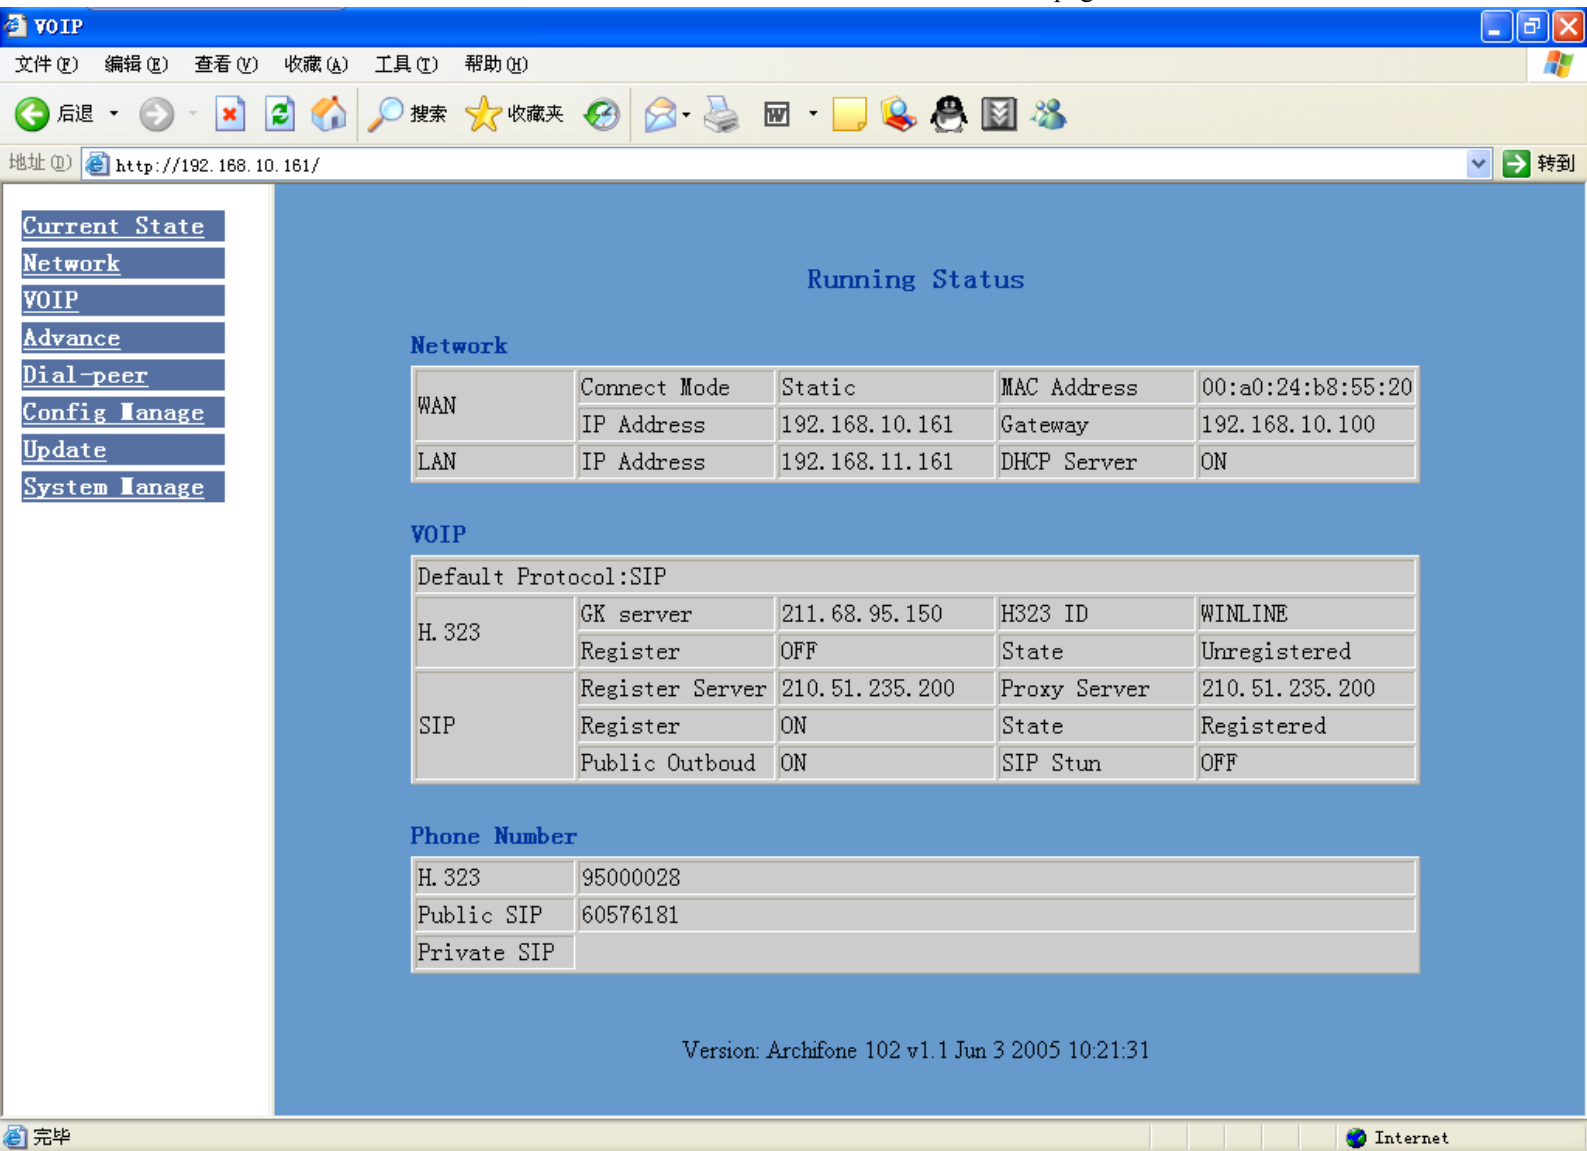 VOIP
文件(F) 编辑(E) 查看(V) 收藏(A) 工具(T) 帮助(H)
后退 搜索 收藏夹
地址(D) http://192.168.10.161/ 转到
Current State
Network
VOIP
Advance
Dial-peer
Config Manage
Update
System Manage
Running Status
Network
WAN Connect Mode Static MAC Address 00:a0:24:b8:55:20
IP Address 192.168.10.161 Gateway 192.168.10.100
LAN IP Address 192.168.11.161 DHCP Server ON
VOIP
Default Protocol:SIP
H.323 GK server 211.68.95.150 H323 ID WINLINE
Register OFF State Unregistered
SIP Register Server 210.51.235.200 Proxy Server 210.51.235.200
Register ON State Registered
Public Outboud ON SIP Stun OFF
Phone Number
H.323 95000028
Public SIP 60576181
Private SIP
Version: Archifone 102 v1.1 Jun 3 2005 10:21:31
完毕 Internet